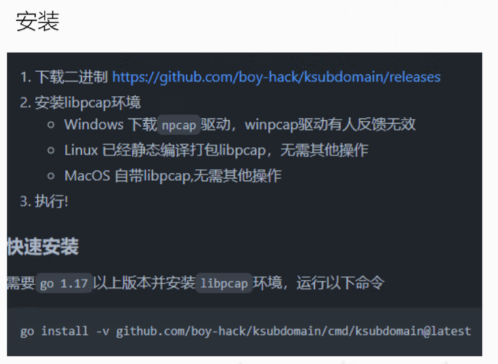 安装
1. 下载二进制 https://github.com/boy-hack/ksubdomain/releases
2. 安装libpcap环境
Windows 下载 npcap 驱动，winpcap驱动有人反馈无效
Linux 已经静态编译打包libpcap，无需其他操作
MacOS 自带libpcap,无需其他操作
3. 执行!
快速安装
需要 go 1.17 以上版本并安装 libpcap 环境，运行以下命令
go install -v github.com/boy-hack/ksubdomain/cmd/ksubdomain@latest